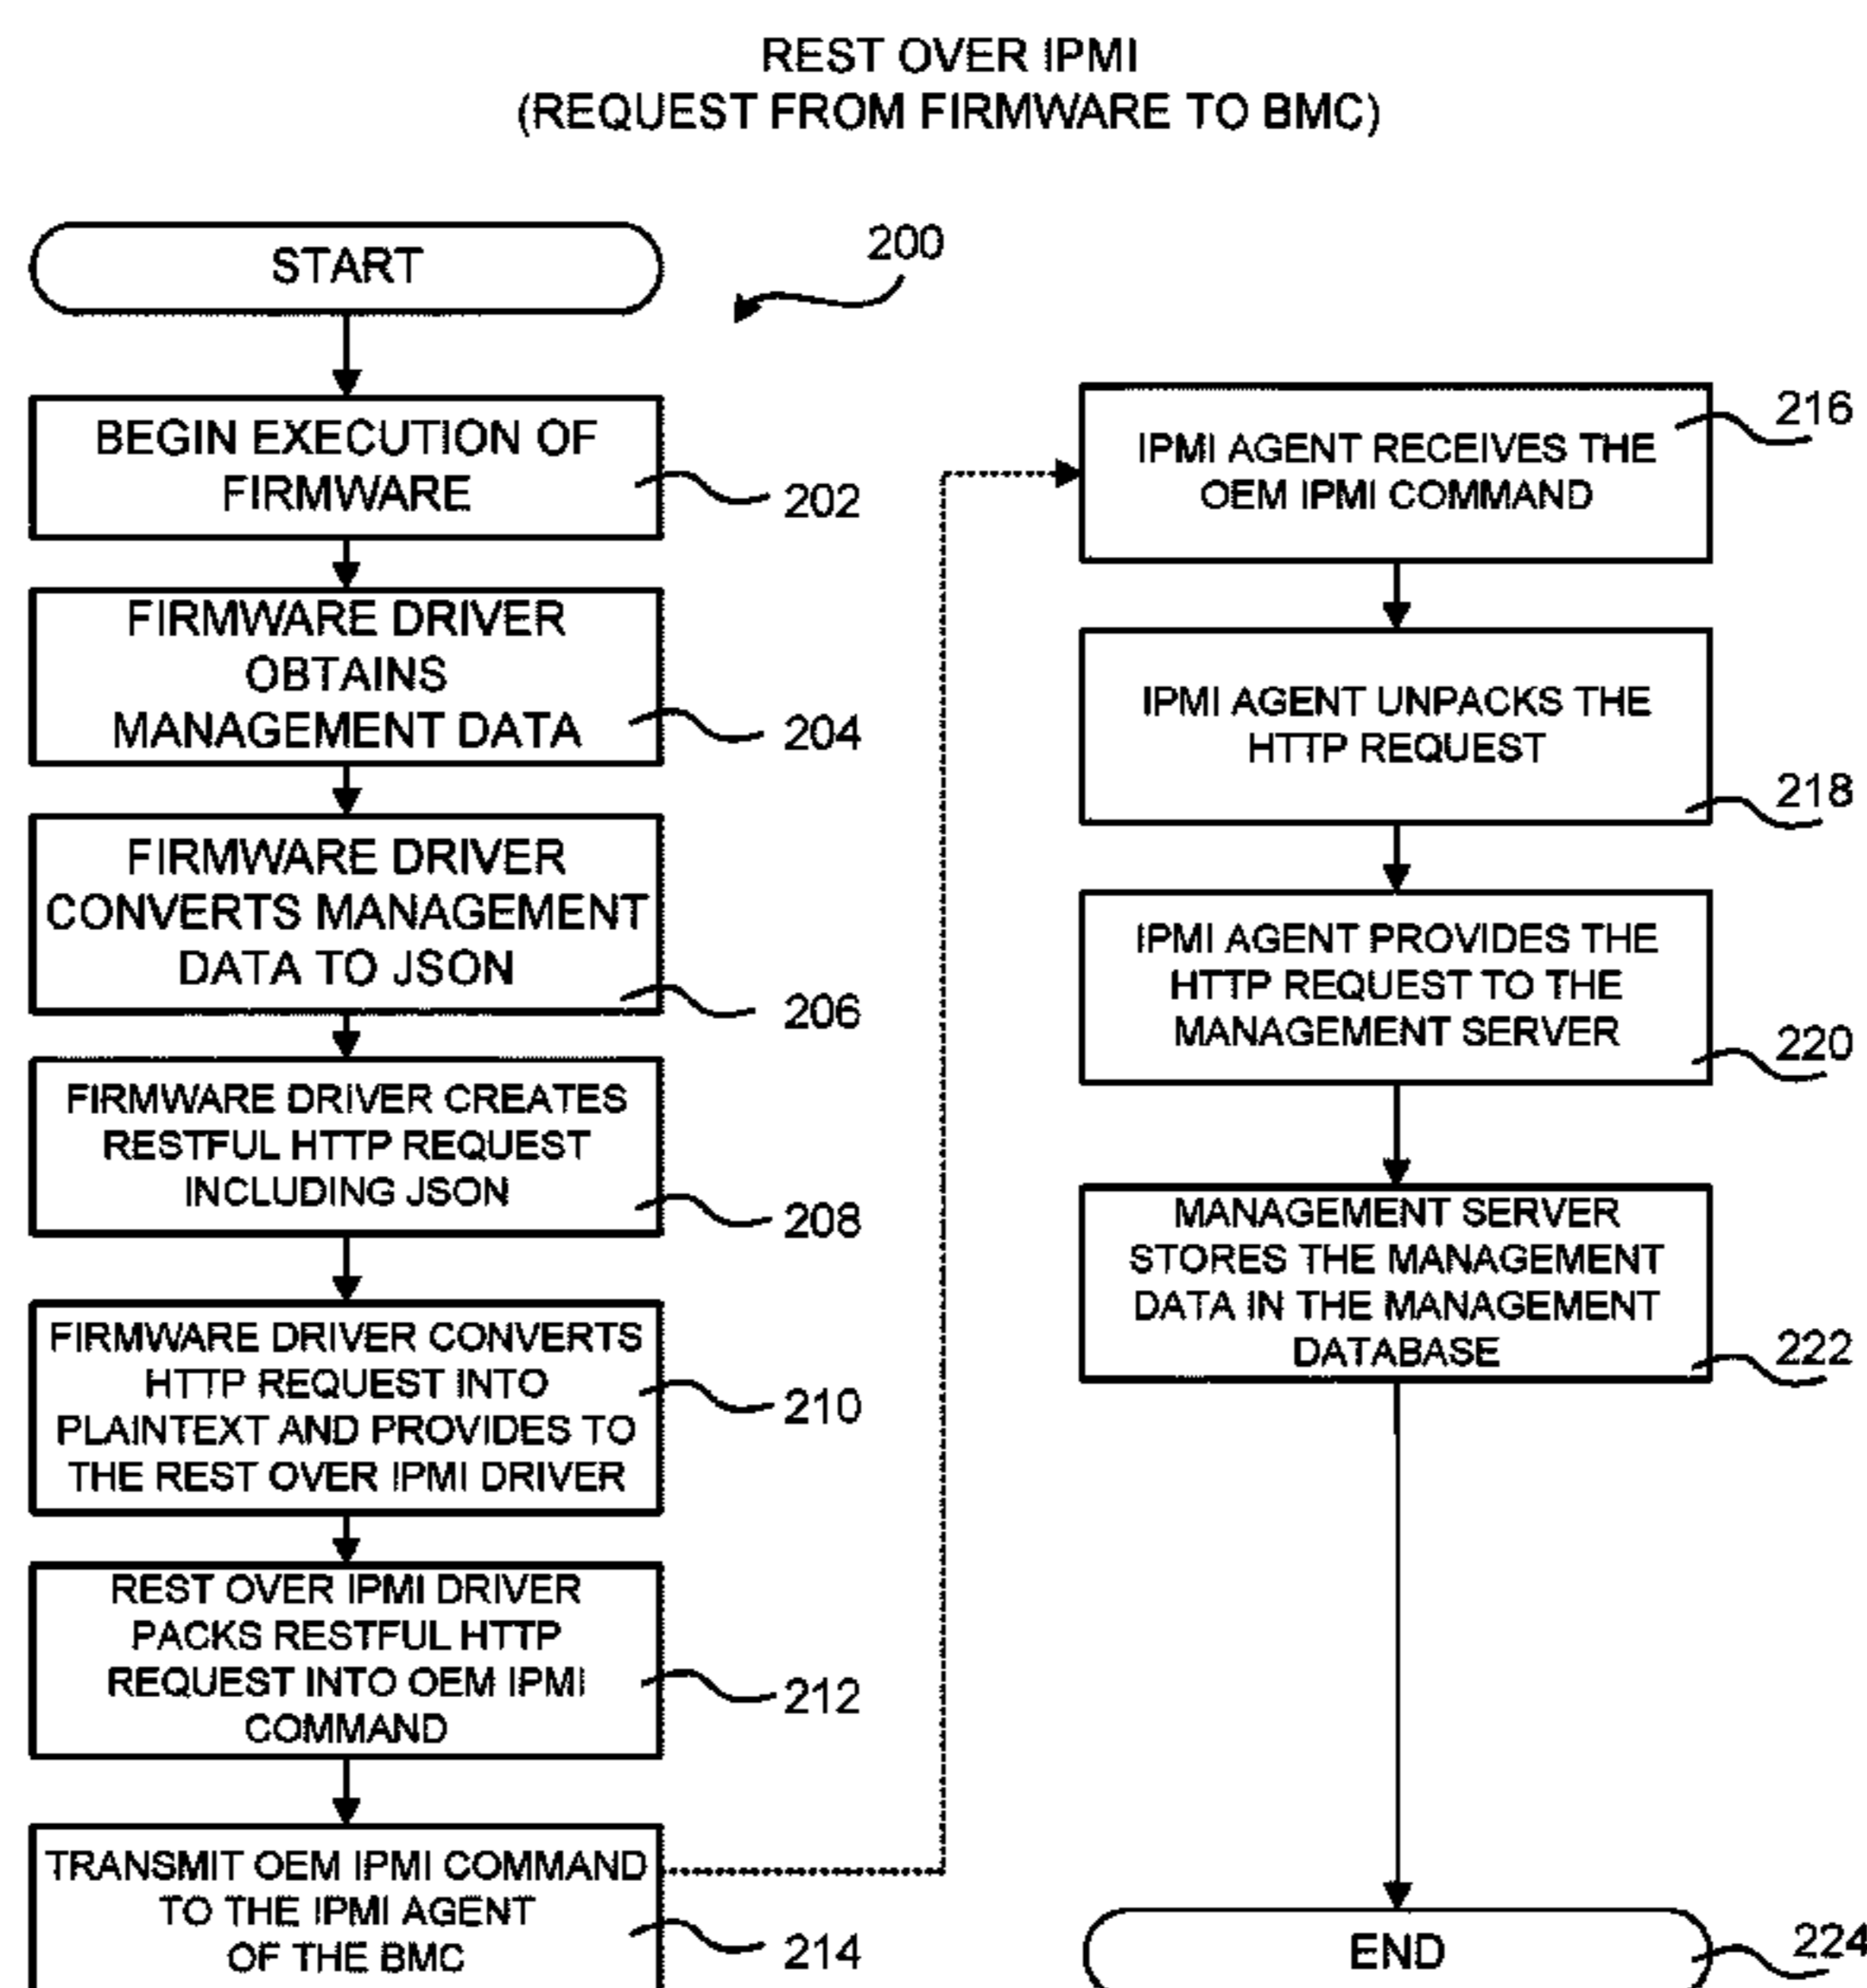 REST OVER IPMI
(REQUEST FROM FIRMWARE TO BMC)
START
200
BEGIN EXECUTION OF
FIRMWARE
202
FIRMWARE DRIVER
OBTAINS
MANAGEMENT DATA
204
FIRMWARE DRIVER
CONVERTS MANAGEMENT
DATA TO JSON
206
FIRMWARE DRIVER CREATES
RESTFUL HTTP REQUEST
INCLUDING JSON
208
FIRMWARE DRIVER CONVERTS
HTTP REQUEST INTO
PLAINTEXT AND PROVIDES TO
THE REST OVER IPMI DRIVER
210
REST OVER IPMI DRIVER
PACKS RESTFUL HTTP
REQUEST INTO OEM IPMI
COMMAND
212
TRANSMIT OEM IPMI COMMAND
TO THE IPMI AGENT
OF THE BMC
214
IPMI AGENT RECEIVES THE
OEM IPMI COMMAND
216
IPMI AGENT UNPACKS THE
HTTP REQUEST
218
IPMI AGENT PROVIDES THE
HTTP REQUEST TO THE
MANAGEMENT SERVER
220
MANAGEMENT SERVER
STORES THE MANAGEMENT
DATA IN THE MANAGEMENT
DATABASE
222
END
224